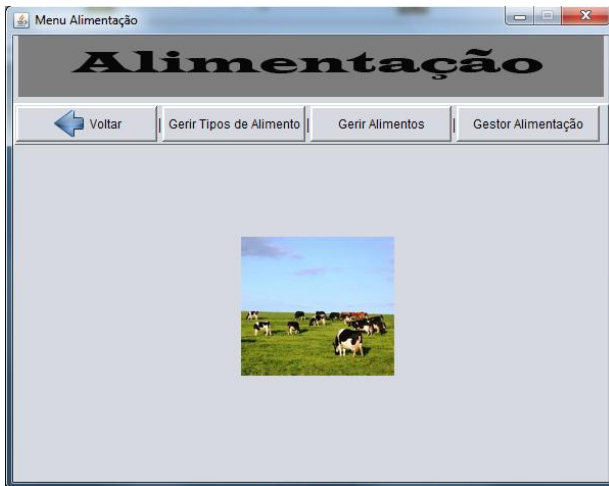 Menu Alimentação
Alimentação
Voltar | Gerir Tipos de Alimento | Gerir Alimentos | Gestor Alimentação